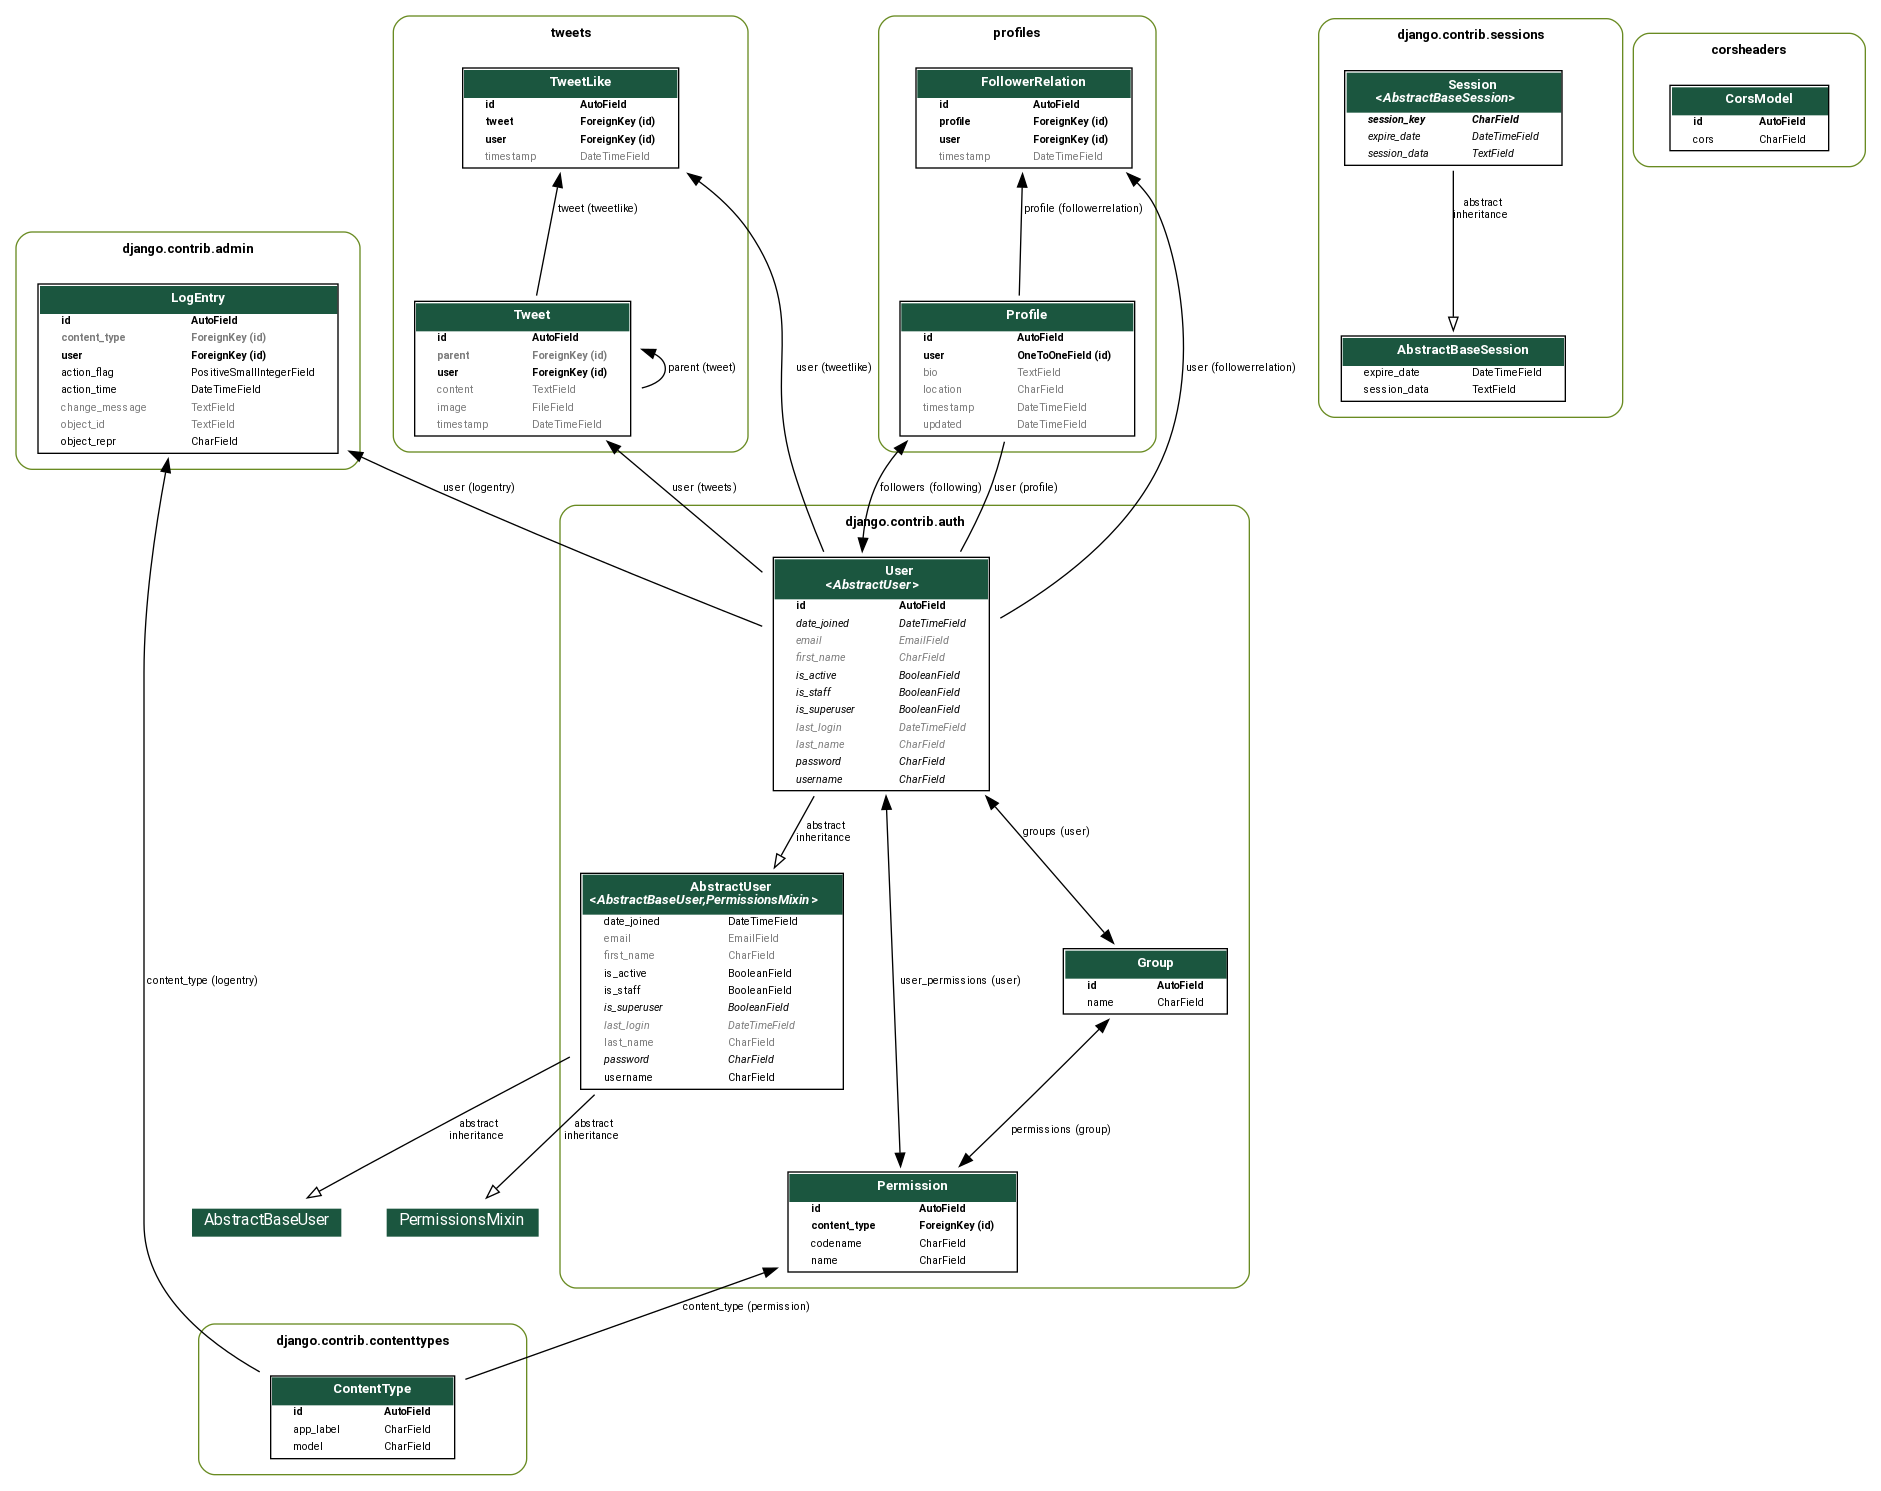 tweets
TweetLike
id AutoField
tweet ForeignKey (id)
user ForeignKey (id)
timestamp DateTimeField
tweet (tweetlike)
Tweet
id AutoField
parent ForeignKey (id)
user ForeignKey (id)
content TextField
image FileField
timestamp DateTimeField
parent (tweet)
user (tweetlike)
profiles
FollowerRelation
id AutoField
profile ForeignKey (id)
user ForeignKey (id)
timestamp DateTimeField
profile (followerrelation)
Profile
id AutoField
user OneToOneField (id)
bio TextField
location CharField
timestamp DateTimeField
updated DateTimeField
user (followerrelation)
django.contrib.sessions
Session
<AbstractBaseSession>
session_key CharField
expire_date DateTimeField
session_data TextField
abstract
inheritance
AbstractBaseSession
expire_date DateTimeField
session_data TextField
corsheaders
CorsModel
id AutoField
cors CharField
django.contrib.admin
LogEntry
id AutoField
content_type ForeignKey (id)
user ForeignKey (id)
action_flag PositiveSmallIntegerField
action_time DateTimeField
change_message TextField
object_id TextField
object_repr CharField
user (logentry)
user (tweets)
followers (following)
user (profile)
django.contrib.auth
User
<AbstractUser>
id AutoField
date_joined DateTimeField
email EmailField
first_name CharField
is_active BooleanField
is_staff BooleanField
is_superuser BooleanField
last_login DateTimeField
last_name CharField
password CharField
username CharField
abstract
inheritance
groups (user)
AbstractUser
<AbstractBaseUser,PermissionsMixin>
date_joined DateTimeField
email EmailField
first_name CharField
is_active BooleanField
is_staff BooleanField
is_superuser BooleanField
last_login DateTimeField
last_name CharField
password CharField
username CharField
content_type (logentry)
user_permissions (user)
Group
id AutoField
name CharField
abstract
inheritance
abstract
inheritance
permissions (group)
AbstractBaseUser
PermissionsMixin
Permission
id AutoField
content_type ForeignKey (id)
codename CharField
name CharField
content_type (permission)
django.contrib.contenttypes
ContentType
id AutoField
app_label CharField
model CharField